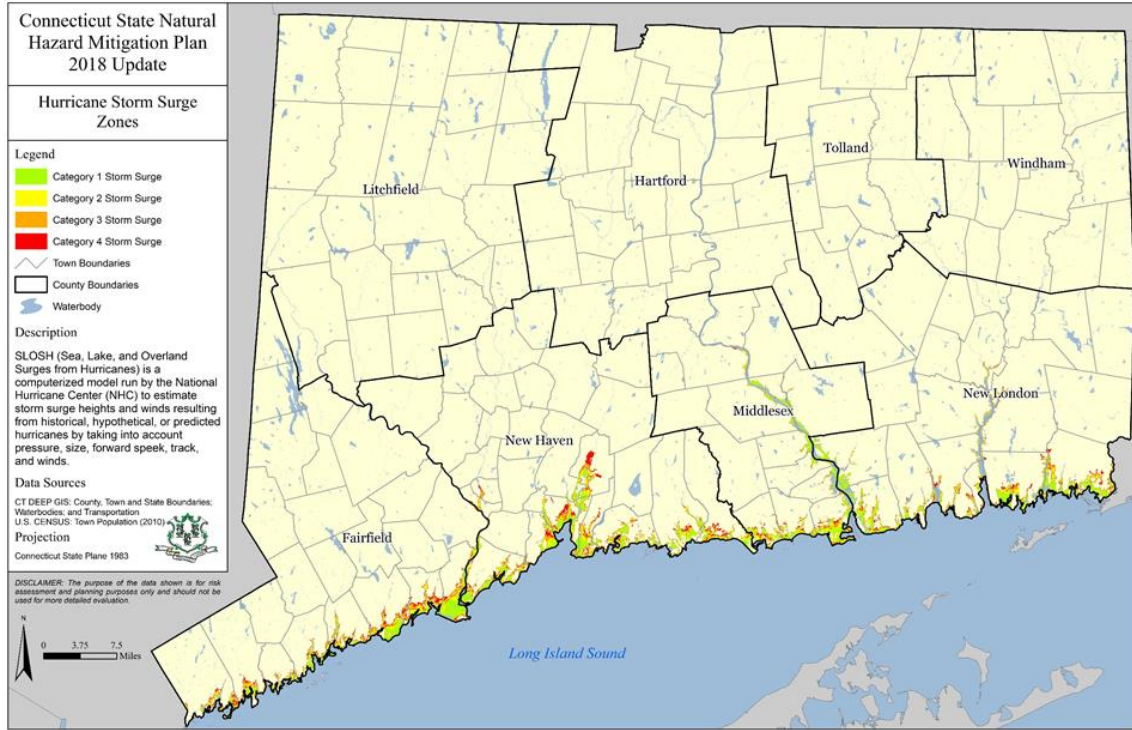 Connecticut State Natural
Hazard Mitigation Plan
2018 Update
Hurricane Storm Surge
Zones
Legend
Category 1 Storm Surge
Category 2 Storm Surge
Category 3 Storm Surge
Category 4 Storm Surge
Town Boundaries
County Boundaries
Waterbody
Description
SLOSH (Sea, Lake, and Overland
Surges from Hurricanes) is a
computerized model run by the National
Hurricane Center (NHC) to estimate
storm surge heights and winds resulting
from historical, hypothetical, or predicted
hurricanes by taking into account
pressure, size, forward speek, track,
and winds.
Data Sources
CT DEEP GIS: County, Town and State Boundaries;
Waterbodies; and Transportation
U.S. CENSUS: Town Population (2010)
Projection
Connecticut State Plane 1983
DISCLAIMER: The purpose of the data shown is for risk
assessment and planning purposes only and should not be
used for more detailed evaluation.
N
0 3.75 7.5
Miles
Litchfield
Hartford
Tolland
Windham
New Haven
Middlesex
New London
Fairfield
Long Island Sound